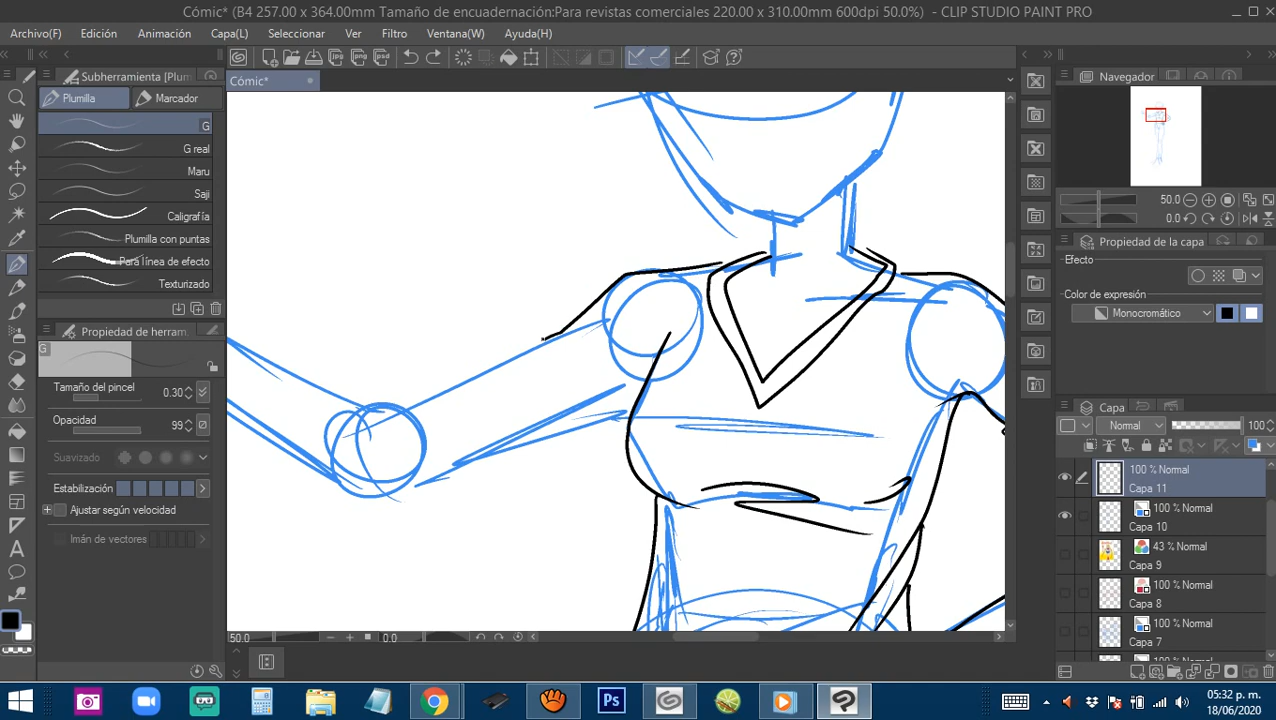 Cómic* (B4 257.00 x 364.00mm Tamaño de encuadernación:Para revistas comerciales 220.00 x 310.00mm 600dpi 50.0%) - CLIP STUDIO PAINT PRO
Archivo(F) Edición Animación Capa(L) Seleccionar Ver Filtro Ventana(W) Ayuda(H)
Subherramienta [Plum
Cómic*
Navegador
Plumilla Marcador
G
G real
Maru
Saji
Caligrafía
Plumilla con puntas
Para línea de efecto
Texturizado
50.0
0.0
Propiedad de la capa
Efecto
Color de expresión
Monocromático
Propiedad de herram
G
Tamaño del pincel 0.30
Opacidad 99
Suavizado
Estabilización
Ajustar según velocidad
Imán de vectores
Capa
Normal 100
100 % Normal
Capa 11
100 % Normal
Capa 10
43 % Normal
Capa 9
100 % Normal
Capa 8
100 % Normal
Capa 7
50.0 0.0
Ps
05:32 p. m.
18/06/2020